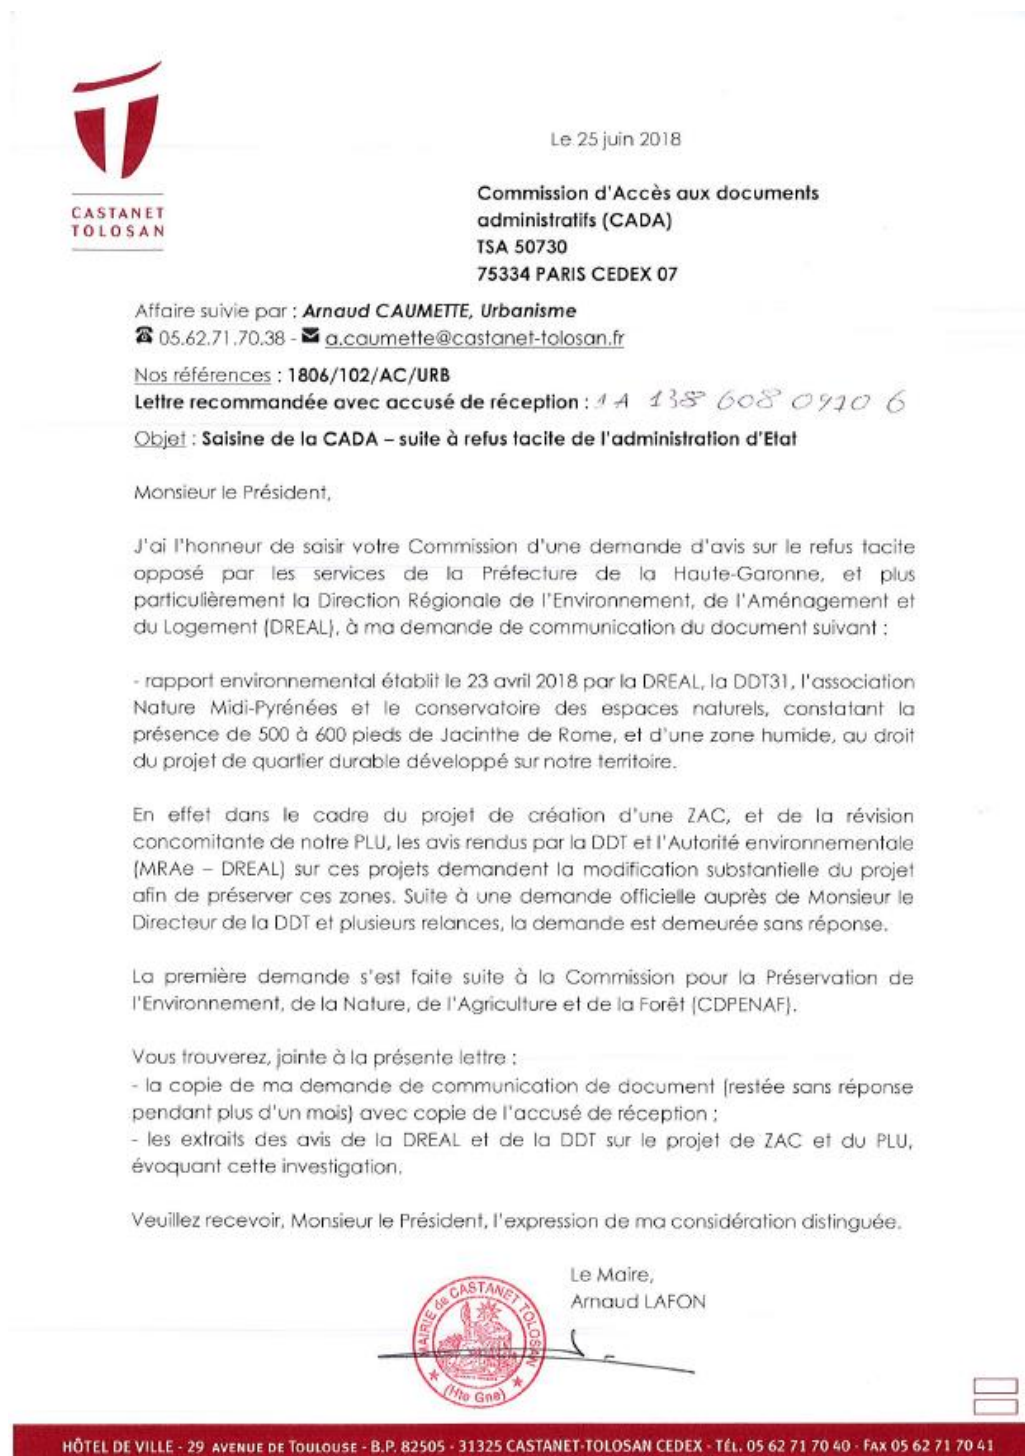 CASTANET
TOLOSAN
Le 25 juin 2018
Commission d'Accès aux documents
administratifs (CADA)
TSA 50730
75334 PARIS CEDEX 07
Affaire suivie par : Arnaud CAUMETTE, Urbanisme
☎ 05.62.71.70.38 - ✉ a.caumette@castanet-tolosan.fr
Nos références : 1806/102/AC/URB
Lettre recommandée avec accusé de réception : 1A 138 608 0910 6
Objet : Saisine de la CADA – suite à refus tacite de l'administration d'Etat
Monsieur le Président,
J'ai l'honneur de saisir votre Commission d'une demande d'avis sur le refus tacite
opposé par les services de la Préfecture de la Haute-Garonne, et plus
particulièrement la Direction Régionale de l'Environnement, de l'Aménagement et
du Logement (DREAL), à ma demande de communication du document suivant :
- rapport environnemental établit le 23 avril 2018 par la DREAL, la DDT31, l'association
Nature Midi-Pyrénées et le conservatoire des espaces naturels, constatant la
présence de 500 à 600 pieds de Jacinthe de Rome, et d'une zone humide, au droit
du projet de quartier durable développé sur notre territoire.
En effet dans le cadre du projet de création d'une ZAC, et de la révision
concomitante de notre PLU, les avis rendus par la DDT et l'Autorité environnementale
(MRAe – DREAL) sur ces projets demandent la modification substantielle du projet
afin de préserver ces zones. Suite à une demande officielle auprès de Monsieur le
Directeur de la DDT et plusieurs relances, la demande est demeurée sans réponse.
La première demande s'est faite suite à la Commission pour la Préservation de
l'Environnement, de la Nature, de l'Agriculture et de la Forêt (CDPENAF).
Vous trouverez, jointe à la présente lettre :
- la copie de ma demande de communication de document (restée sans réponse
pendant plus d'un mois) avec copie de l'accusé de réception ;
- les extraits des avis de la DREAL et de la DDT sur le projet de ZAC et du PLU,
évoquant cette investigation.
Veuillez recevoir, Monsieur le Président, l'expression de ma considération distinguée.
Le Maire,
Arnaud LAFON
MAIRIE de CASTANET TOLOSAN
(Hte Gne)
HÔTEL DE VILLE - 29 AVENUE DE TOULOUSE - B.P. 82505 - 31325 CASTANET-TOLOSAN CEDEX - TÉL. 05 62 71 70 40 - FAX 05 62 71 70 41